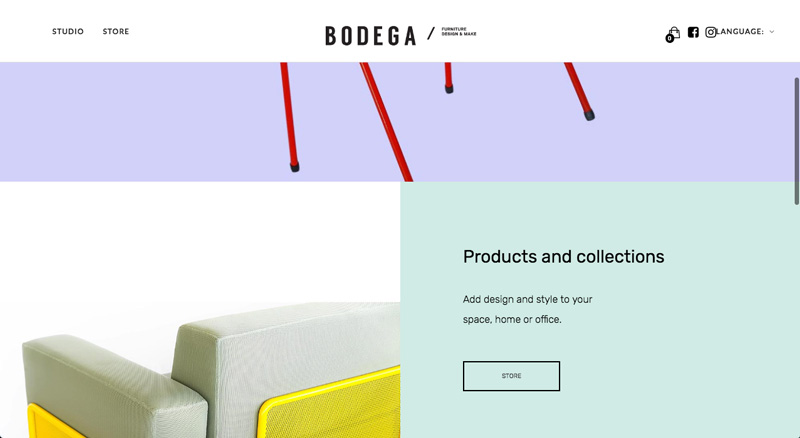 STUDIO
STORE
BODEGA / FURNITURE
DESIGN & MAKE
0
LANGUAGE:
Products and collections
Add design and style to your
space, home or office.
STORE